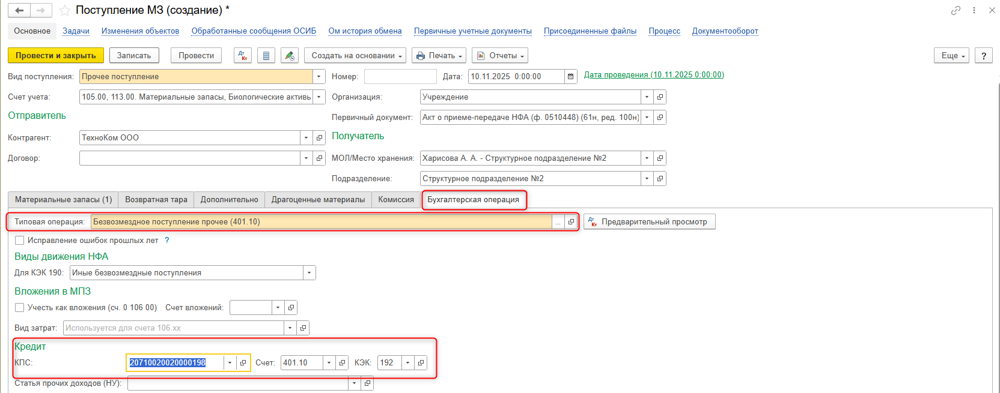 Поступление МЗ (создание) *
Основное Задачи Изменения объектов Обработанные сообщения ОСИБ Ом история обмена Первичные учетные документы Присоединенные файлы Процесс Документооборот
Провести и закрыть Записать Провести Дт Кт Создать на основании Печать Отчеты Еще ?
Вид поступления: Прочее поступление Номер: Дата: 10.11.2025 0:00:00 Дата проведения (10.11.2025 0:00:00)
Счет учета: 105.00, 113.00. Материальные запасы, Биологические активы Организация: Учреждение
Отправитель Первичный документ: Акт о приеме-передаче НФА (ф. 0510448) (61н, ред. 100н)
Контрагент: ТехноКом ООО Получатель
Договор: МОЛ/Место хранения: Харисова А. А. - Структурное подразделение №2
Подразделение: Структурное подразделение №2
Материальные запасы (1) Возвратная тара Дополнительно Драгоценные материалы Комиссия Бухгалтерская операция
Типовая операция: Безвозмездное поступление прочее (401.10) ... Дт Кт Предварительный просмотр
Исправление ошибок прошлых лет ?
Виды движения НФА
Для КЭК 190: Иные безвозмездные поступления
Вложения в МПЗ
Учесть как вложения (сч. 0 106 00) Счет вложений:
Вид затрат: Используется для счета 106.хх
Кредит
КПС: 20710020020000198 Счет: 401.10 КЭК: 192
Статья прочих доходов (НУ):